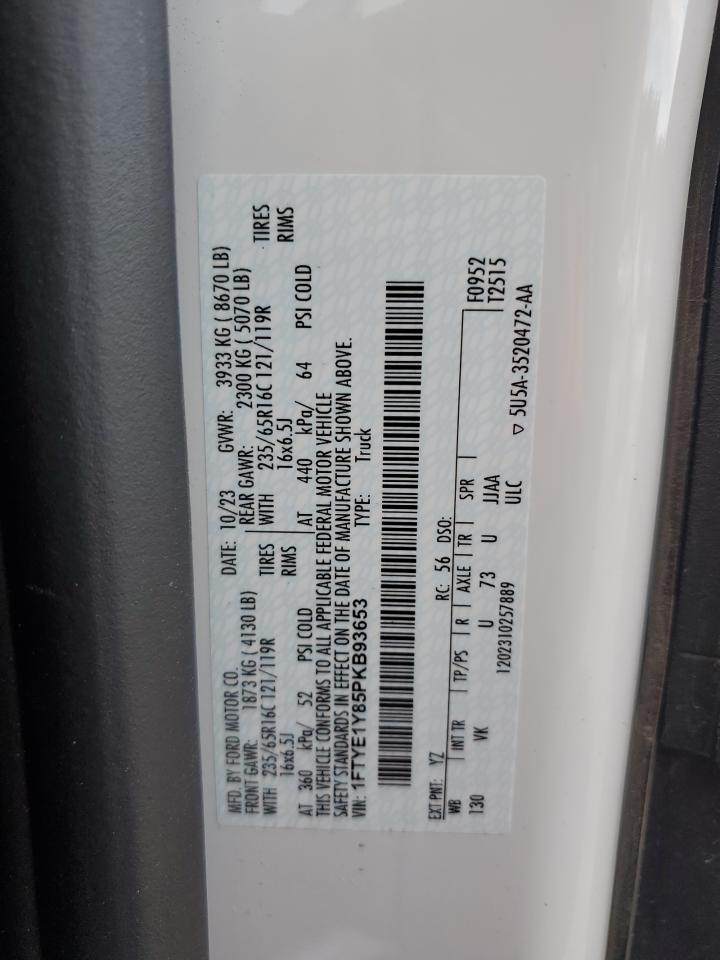 MFD. BY FORD MOTOR CO.
DATE: 10/23 GVWR: 3933 KG ( 8670 LB)
FRONT GAWR: 1873 KG ( 4130 LB) REAR GAWR: 2300 KG ( 5070 LB)
WITH 235/65R16C 121/119R TIRES WITH 235/65R16C 121/119R TIRES
16x6.5J RIMS 16x6.5J RIMS
AT 360 kPa/ 52 PSI COLD AT 440 kPa/ 64 PSI COLD
THIS VEHICLE CONFORMS TO ALL APPLICABLE FEDERAL MOTOR VEHICLE
SAFETY STANDARDS IN EFFECT ON THE DATE OF MANUFACTURE SHOWN ABOVE.
VIN: 1FTYE1Y85PKB93653 TYPE: Truck
EXT PNT: YZ RC: 56 DSO:
WB INT TR TP/PS R AXLE TR SPR F0952
130 VK U 73 U JJAA T2515
1202310257889 ULC ▽ 5U5A-3520472-AA